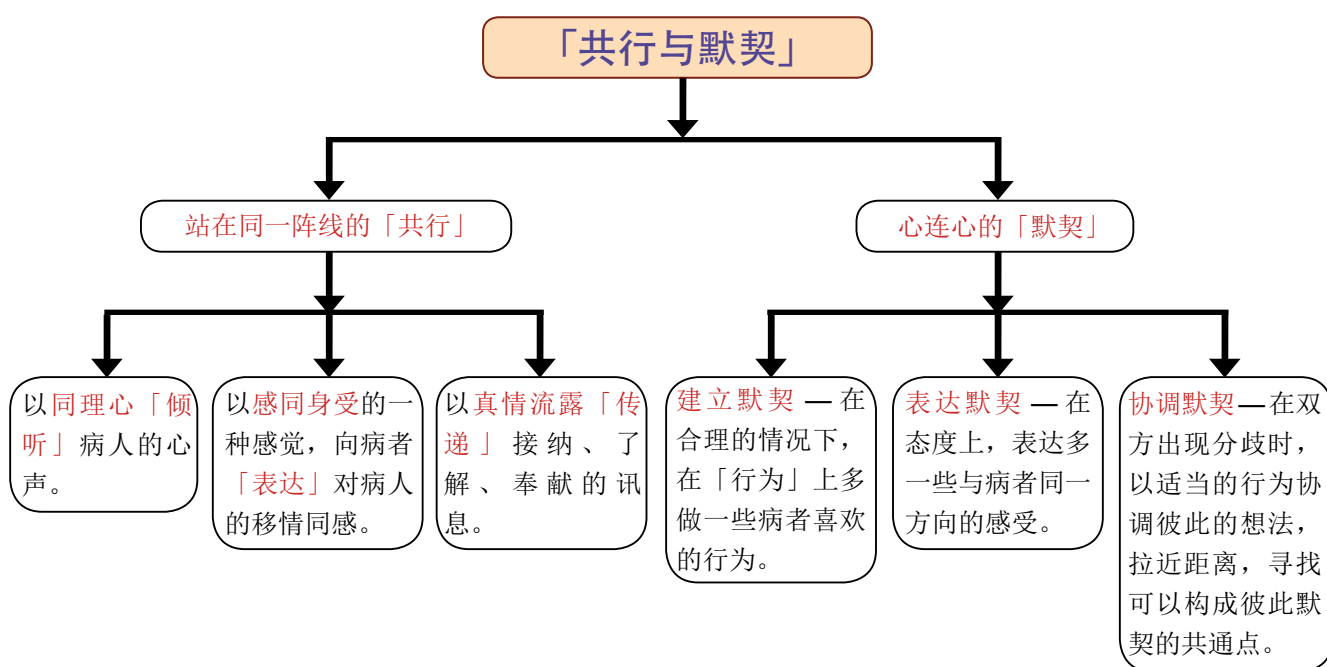 「共行与默契」
站在同一阵线的「共行」
心连心的「默契」
以同理心「倾
听」病人的心
声。
以感同身受的一
种感觉，向病者
「表达」对病人
的移情同感。
以真情流露「传
递」接纳、了
解、奉献的讯
息。
建立默契 — 在
合理的情况下，
在「行为」上多
做一些病者喜欢
的行为。
表达默契 — 在
态度上，表达多
一些与病者同一
方向的感受。
协调默契—在双
方出现分歧时，
以适当的行为协
调彼此的想法，
拉近距离，寻找
可以构成彼此默
契的共通点。